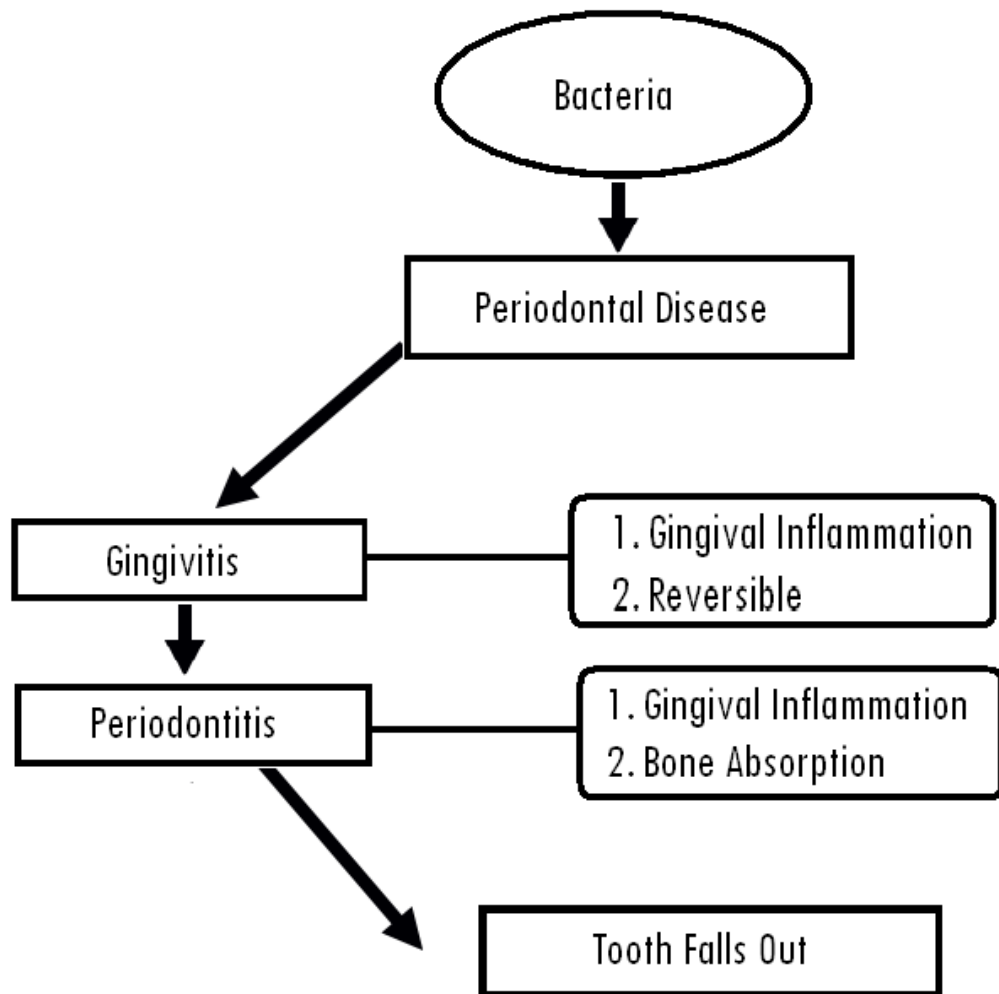 Bacteria
Periodontal Disease
Gingivitis
1. Gingival Inflammation
2. Reversible
Periodontitis
1. Gingival Inflammation
2. Bone Absorption
Tooth Falls Out